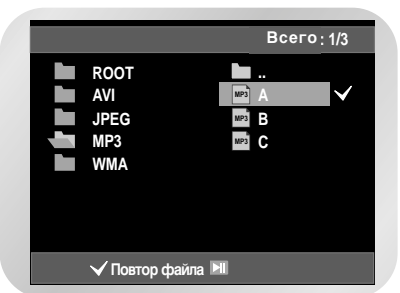 Всего: 1/3
ROOT ..
AVI MP3 A
JPEG MP3 B
MP3 MP3 C
WMA
Повтор файла